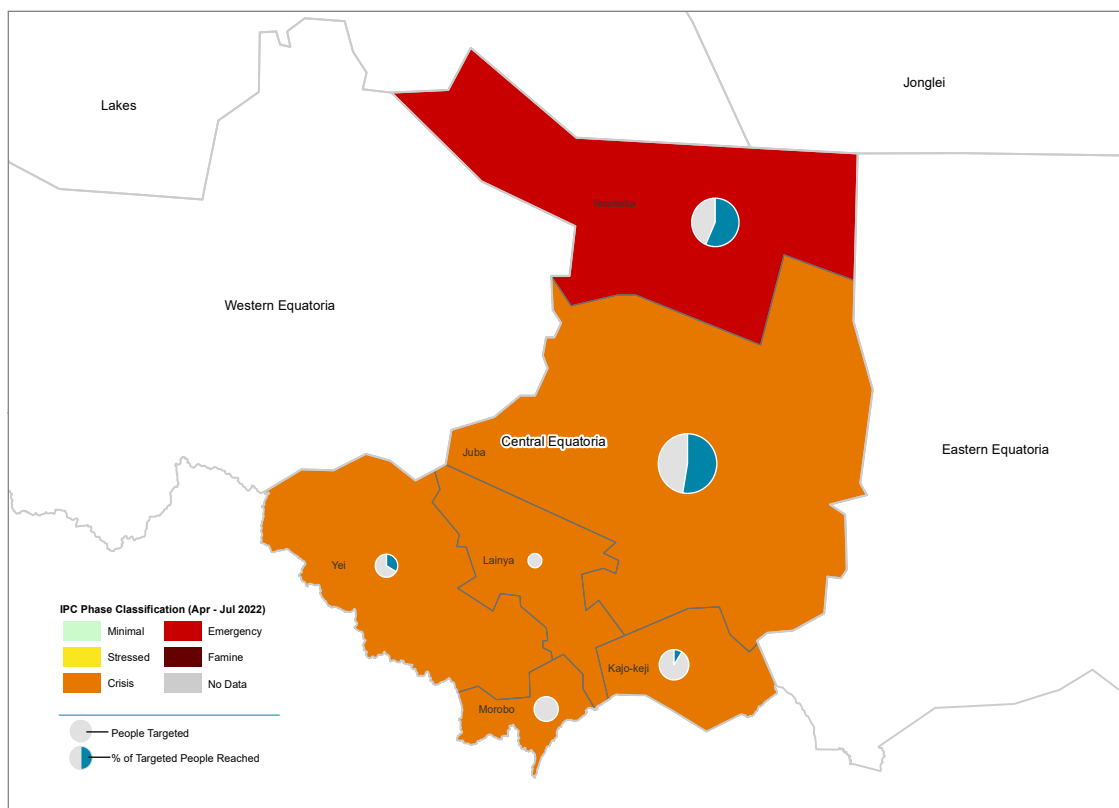 Jonglei
Lakes
Terekeka
Western Equatoria
Central Equatoria
Juba
Eastern Equatoria
Lainya
Yei
IPC Phase Classification (Apr - Jul 2022)
Minimal
Emergency
Stressed
Famine
Crisis
No Data
Kajo-keji
Morobo
People Targeted
% of Targeted People Reached